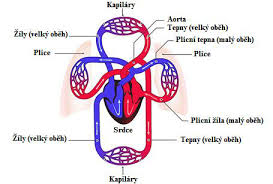 Kapiláry
Aorta
Žíly (velký oběh)
Tepny (velký oběh)
Plicní tepna (malý oběh)
Plíce
Plíce
Plicní žíla (malý oběh)
Žíly (velký oběh)
Srdce
Tepny (velký oběh)
Kapiláry